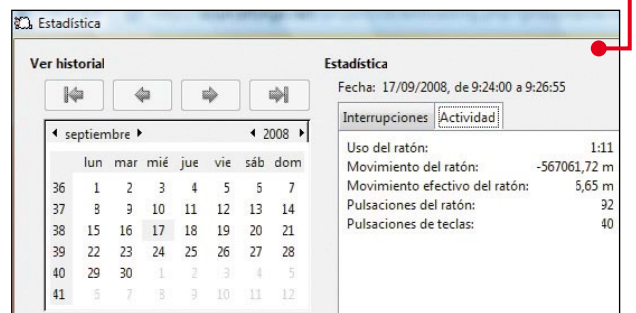 Estadística
Ver historial
septiembre 2008
lun mar mié jue vie sáb dom
36 1 2 3 4 5 6 7
37 8 9 10 11 12 13 14
38 15 16 17 18 19 20 21
39 22 23 24 25 26 27 28
40 29 30 1 2 3 4 5
41 6 7 8 9 10 11 12
Estadística
Fecha: 17/09/2008, de 9:24:00 a 9:26:55
Interrupciones Actividad
Uso del ratón: 1:11
Movimiento del ratón: -567061,72 m
Movimiento efectivo del ratón: 5,65 m
Pulsaciones del ratón: 92
Pulsaciones de teclas: 40